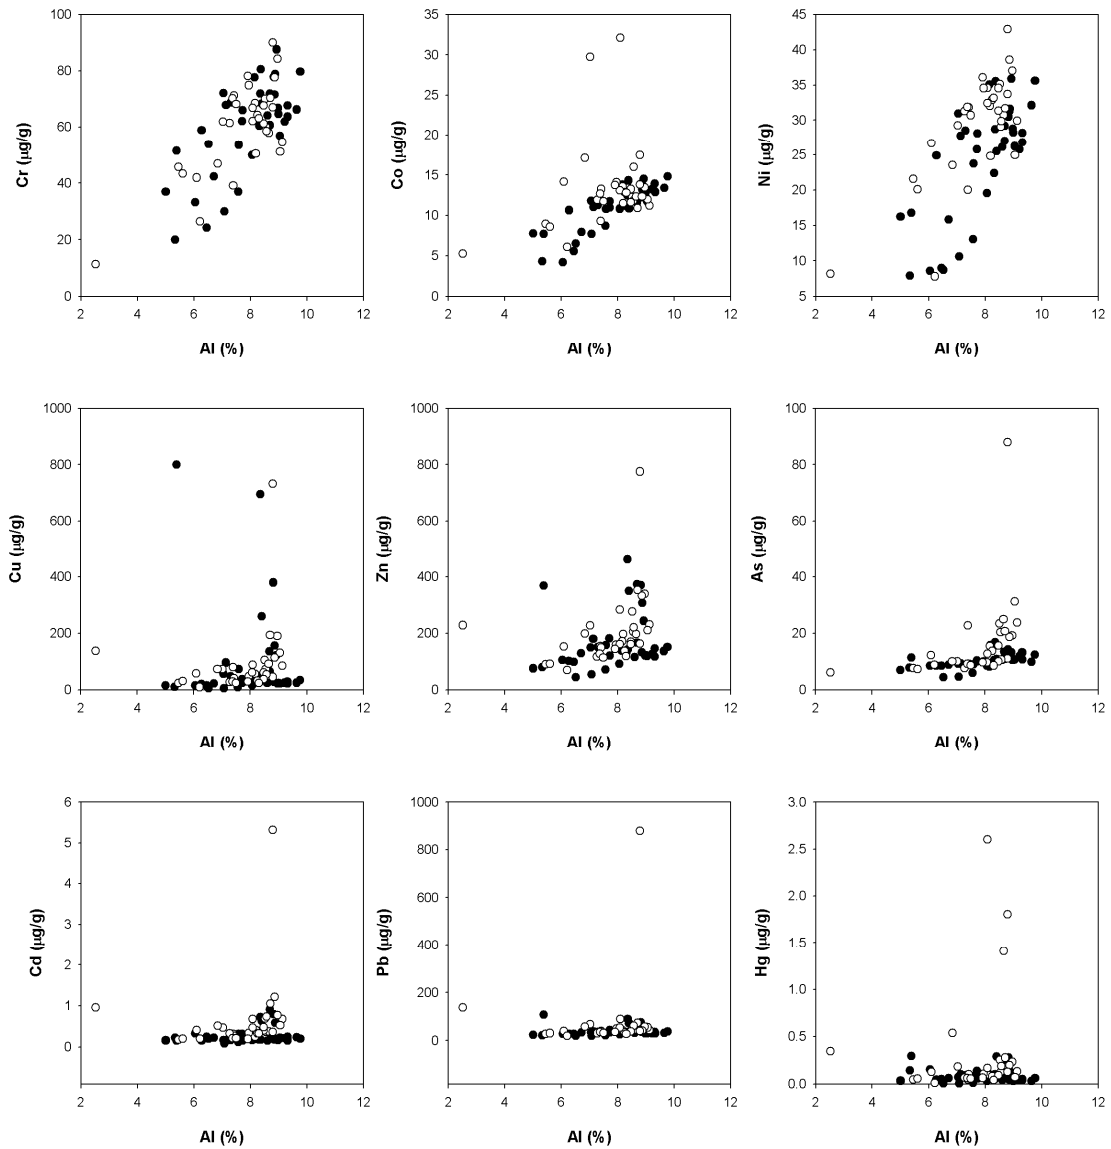 100
80
60
40
20
0
2 4 6 8 10 12
Cr (µg/g)
Al (%)
35
30
25
20
15
10
5
0
2 4 6 8 10 12
Co (µg/g)
Al (%)
45
40
35
30
25
20
15
10
5
2 4 6 8 10 12
Ni (µg/g)
Al (%)
1000
800
600
400
200
0
2 4 6 8 10 12
Cu (µg/g)
Al (%)
1000
800
600
400
200
0
2 4 6 8 10 12
Zn (µg/g)
Al (%)
100
80
60
40
20
0
2 4 6 8 10 12
As (µg/g)
Al (%)
6
5
4
3
2
1
0
2 4 6 8 10 12
Cd (µg/g)
Al (%)
1000
800
600
400
200
0
2 4 6 8 10 12
Pb (µg/g)
Al (%)
3.0
2.5
2.0
1.5
1.0
0.5
0.0
2 4 6 8 10 12
Hg (µg/g)
Al (%)